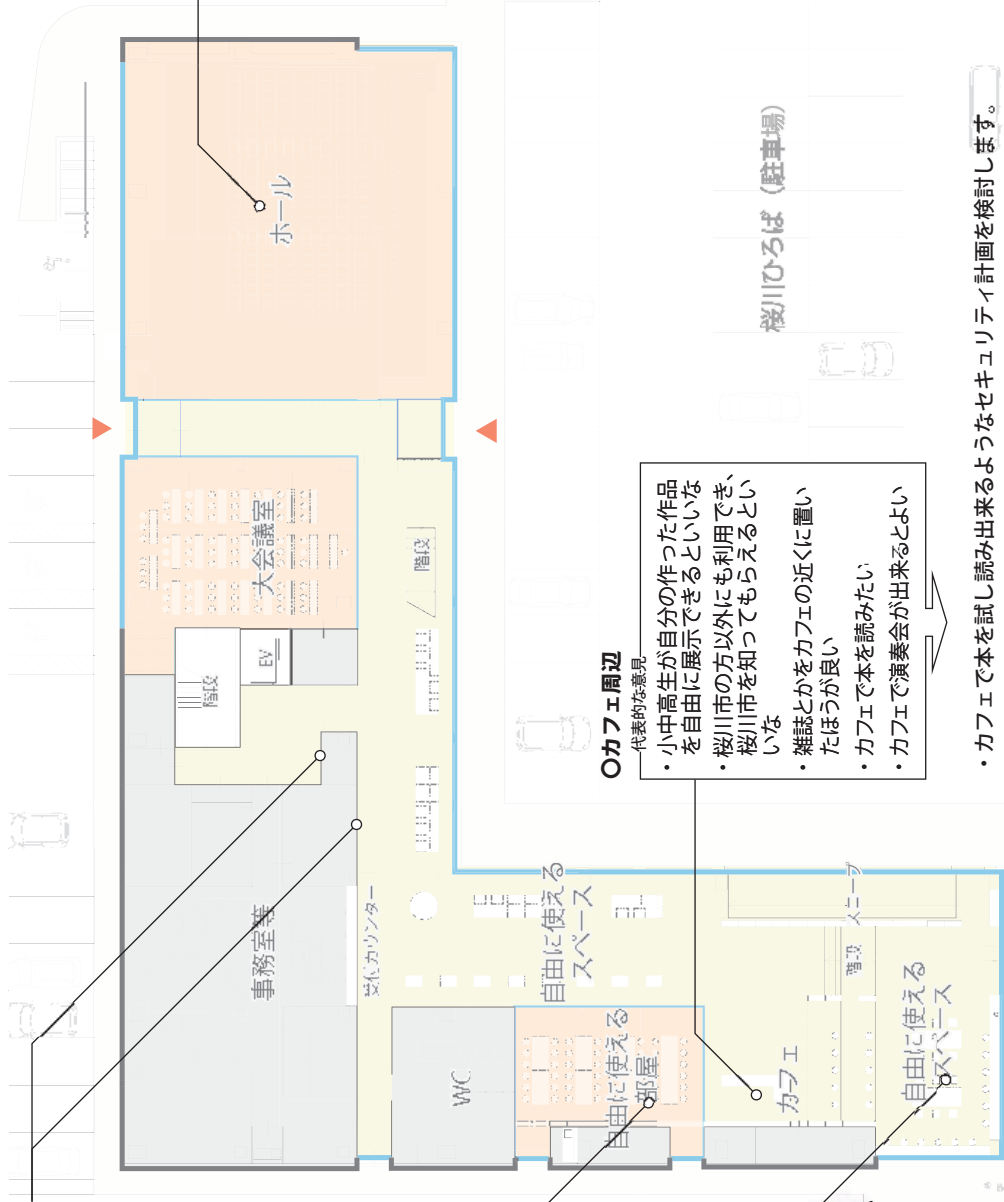 ホール
桜川ひろば（駐車場）
大会議室
階段
EV
階段
事務室等
受付カウンター
自由に使える
スペース
WC
自由に使える
部屋
カフェ
階段
スロープ
自由に使える
スペース
〇カフェ周辺
代表的な意見
・小中高生が自分の作った作品
を自由に展示できるといいな
・桜川市の方以外にも利用でき、
桜川市を知ってもらえるとい
いな
・雑誌とかをカフェの近くに置い
たほうが良い
・カフェで本を読みたい
・カフェで演奏会が出来るとよい
・カフェで本を試し読み出来るようなセキュリティ計画を検討します。